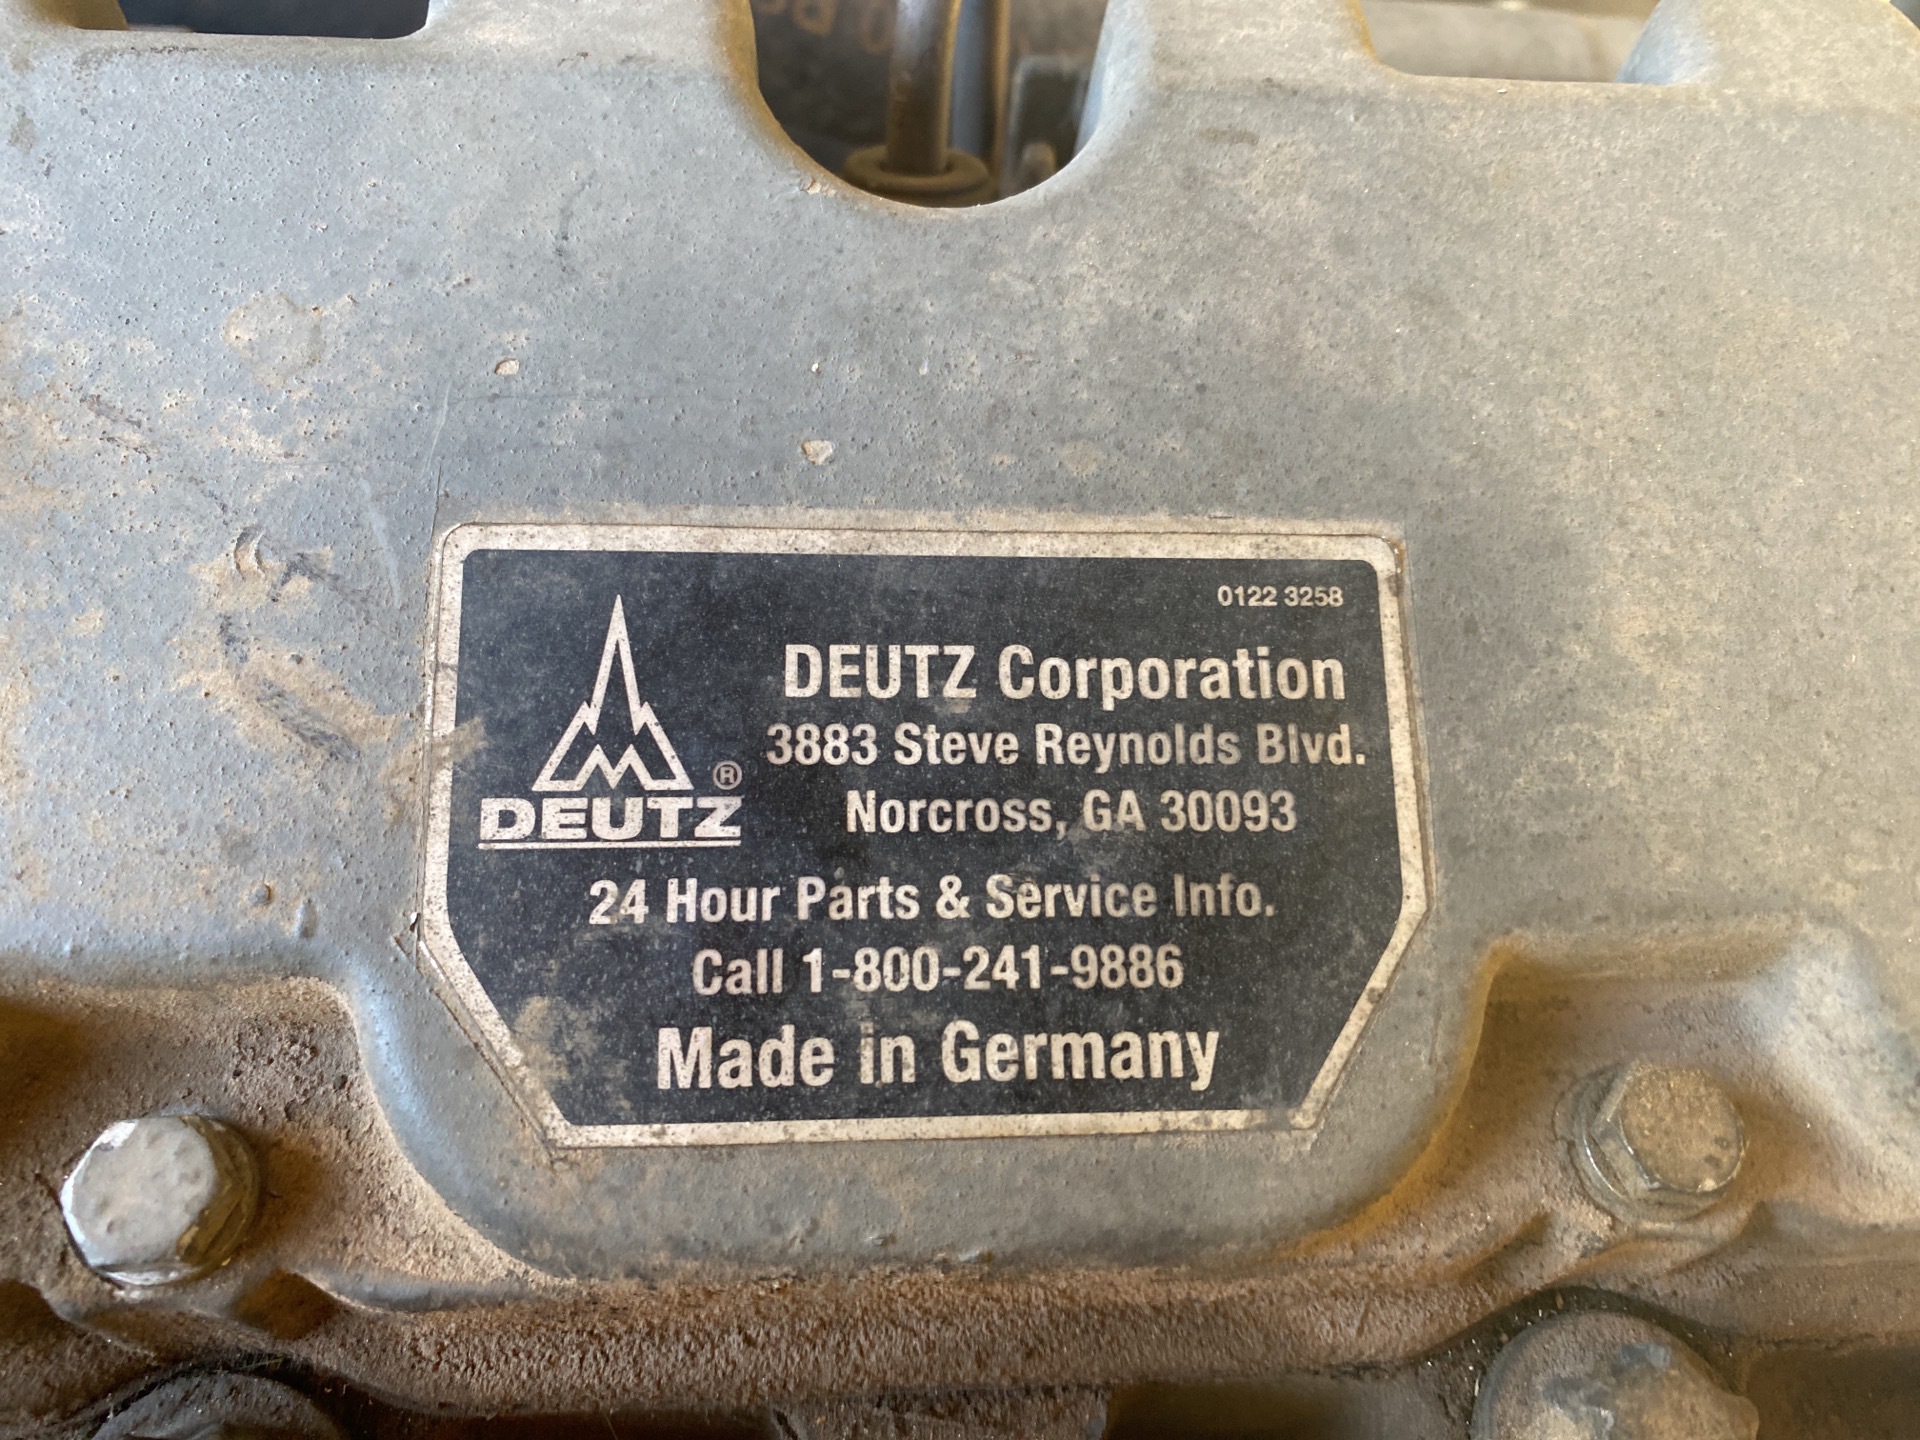 0122 3258
DEUTZ Corporation
3883 Steve Reynolds Blvd.
Norcross, GA 30093
®
DEUTZ
24 Hour Parts & Service Info.
Call 1-800-241-9886
Made in Germany